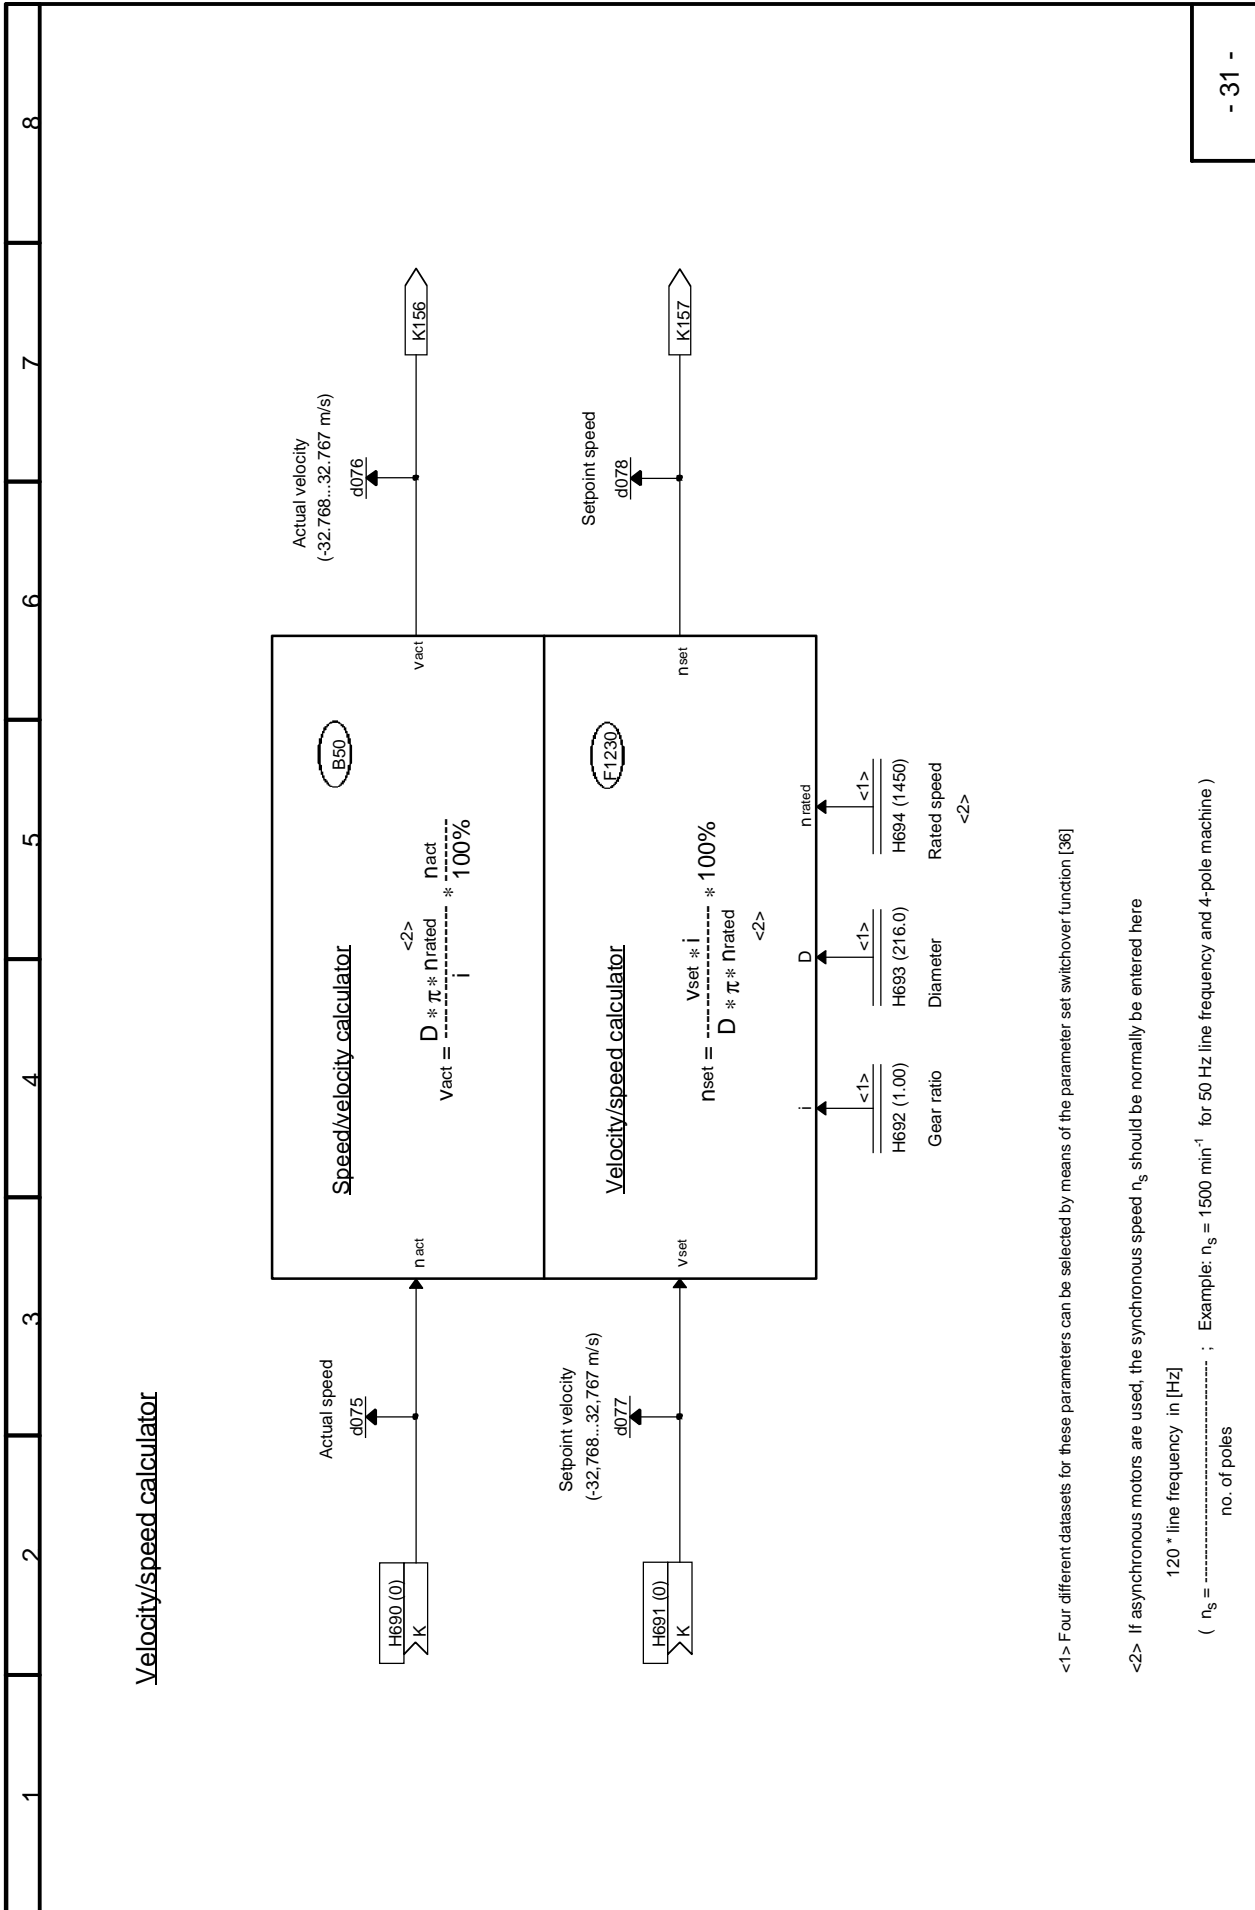 1 2 3 4 5 6 7 8
Velocity/speed calculator
Actual speed
d075
H690 (0)
K
n act
Speed/velocity calculator
B50
vact = D * π * nrated <2> / i * nact / 100%
vact
Actual velocity
(-32.768...32.767 m/s)
d076
K156
Setpoint velocity
(-32,768...32,767 m/s)
d077
H691 (0)
K
vset
Velocity/speed calculator
F1230
nset = vset * i / D * π * nrated * 100%
<2>
nset
Setpoint speed
d078
K157
i D n rated
<1> <1> <1>
H692 (1.00) H693 (216.0) H694 (1450)
Gear ratio Diameter Rated speed
<2>
<1> Four different datasets for these parameters can be selected by means of the parameter set switchover function [36]
<2> If asynchronous motors are used, the synchronous speed ns should be normally be entered here
120 * line frequency in [Hz]
( ns = ---------------------------------------- ; Example: ns = 1500 min-1 for 50 Hz line frequency and 4-pole machine )
no. of poles
- 31 -